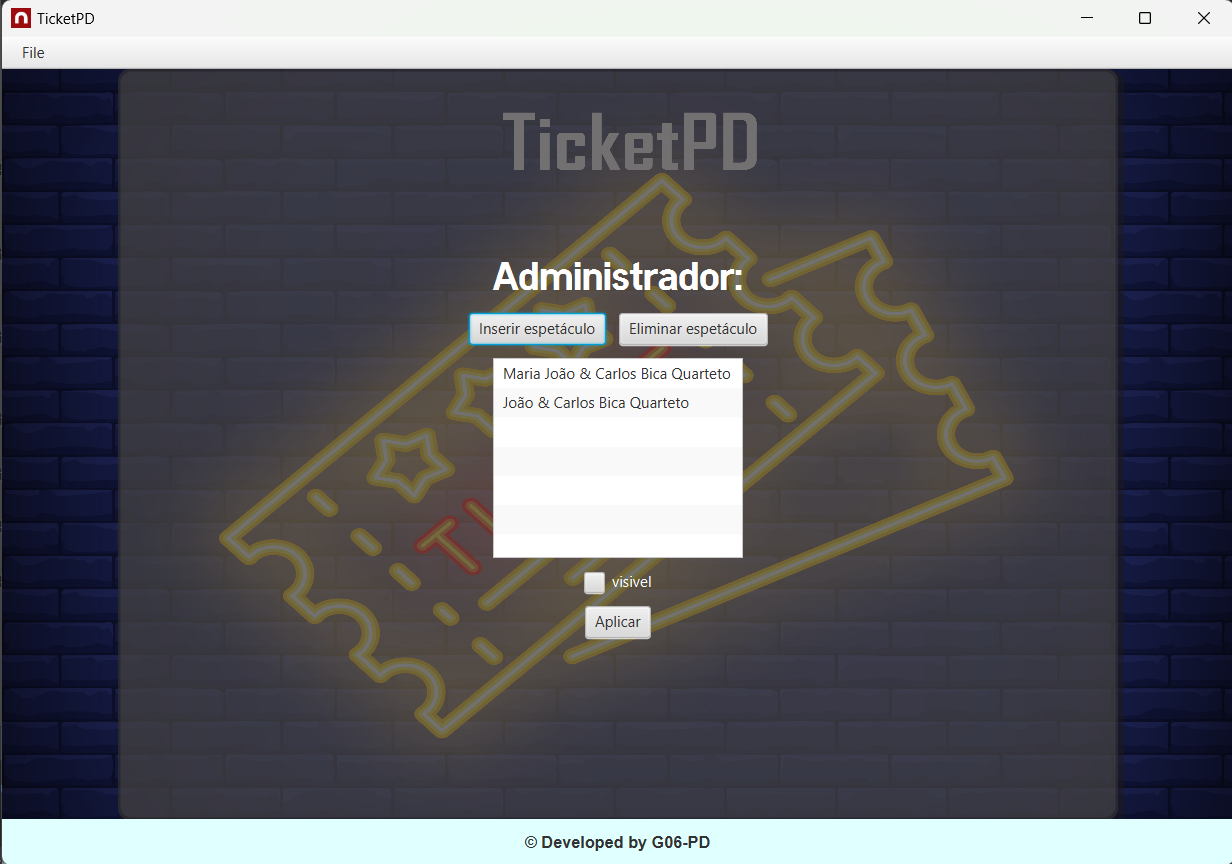 TicketPD
File
TicketPD
Administrador:
Inserir espetáculo
Eliminar espetáculo
Maria João & Carlos Bica Quarteto
João & Carlos Bica Quarteto
visivel
Aplicar
© Developed by G06-PD